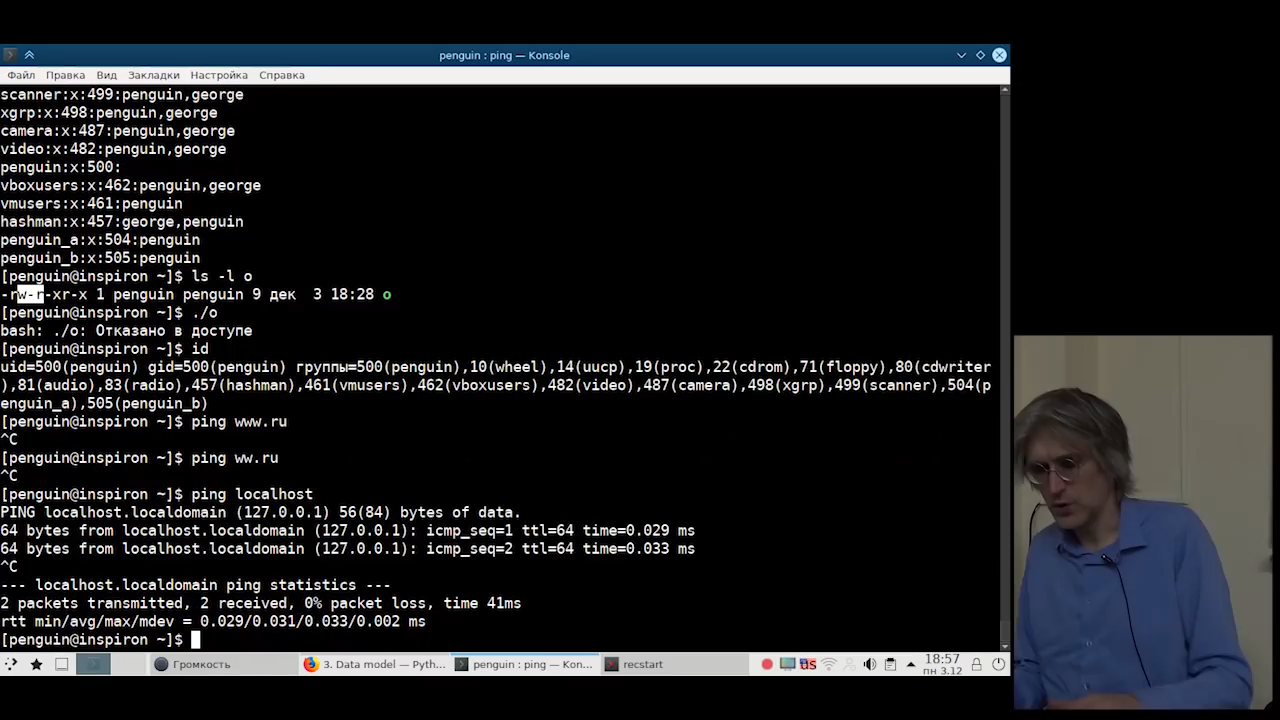 penguin : ping — Konsole
Файл Правка Вид Закладки Настройка Справка
scanner:x:499:penguin,george
xgrp:x:498:penguin,george
camera:x:487:penguin,george
video:x:482:penguin,george
penguin:x:500:
vboxusers:x:462:penguin,george
vmusers:x:461:penguin
hashman:x:457:george,penguin
penguin_a:x:504:penguin
penguin_b:x:505:penguin
[penguin@inspiron ~]$ ls -l o
-rw-r-xr-x 1 penguin penguin 9 дек  3 18:28 o
[penguin@inspiron ~]$ ./o
bash: ./o: Отказано в доступе
[penguin@inspiron ~]$ id
uid=500(penguin) gid=500(penguin) группы=500(penguin),10(wheel),14(uucp),19(proc),22(cdrom),71(floppy),80(cdwriter
),81(audio),83(radio),457(hashman),461(vmusers),462(vboxusers),482(video),487(camera),498(xgrp),499(scanner),504(p
enguin_a),505(penguin_b)
[penguin@inspiron ~]$ ping www.ru
^C
[penguin@inspiron ~]$ ping ww.ru
^C
[penguin@inspiron ~]$ ping localhost
PING localhost.localdomain (127.0.0.1) 56(84) bytes of data.
64 bytes from localhost.localdomain (127.0.0.1): icmp_seq=1 ttl=64 time=0.029 ms
64 bytes from localhost.localdomain (127.0.0.1): icmp_seq=2 ttl=64 time=0.033 ms
^C
--- localhost.localdomain ping statistics ---
2 packets transmitted, 2 received, 0% packet loss, time 41ms
rtt min/avg/max/mdev = 0.029/0.031/0.033/0.002 ms
[penguin@inspiron ~]$
Громкость 3. Data model — Pyth... penguin : ping — Kon... recstart US 18:57
пн 3.12